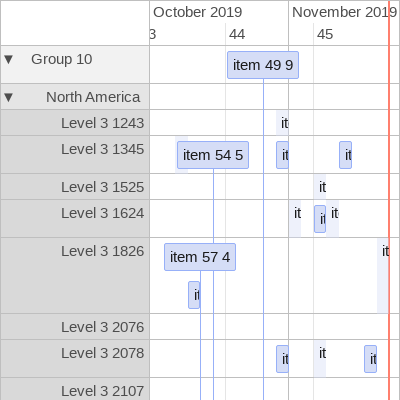 October 2019 November 2019
3 44 45
▼ Group 10 item 49 9
▼ North America
Level 3 1243 it
Level 3 1345 item 54 5 it it
Level 3 1525 it
Level 3 1624 it it it
Level 3 1826 item 57 4 it
it
Level 3 2076
Level 3 2078 it it it
Level 3 2107